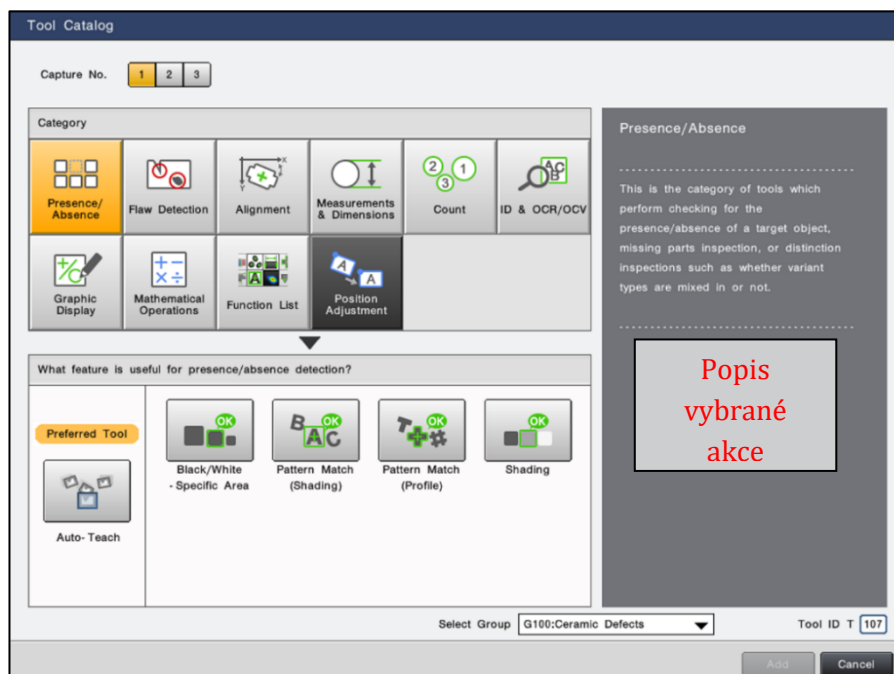 Tool Catalog
Capture No. 1 2 3
Category
Presence/
Absence
Flaw Detection
Alignment
Measurements
& Dimensions
Count
ID & OCR/OCV
Graphic
Display
Mathematical
Operations
Function List
Position
Adjustment
What feature is useful for presence/absence detection?
Preferred Tool
Auto-Teach
OK
Black/White
- Specific Area
OK
Pattern Match
(Shading)
OK
Pattern Match
(Profile)
OK
Shading
Presence/Absence
This is the category of tools which
perform checking for the
presence/absence of a target object,
missing parts inspection, or distinction
inspections such as whether variant
types are mixed in or not.
Popis
vybrané
akce
Select Group G100:Ceramic Defects
Tool ID T 107
Add Cancel